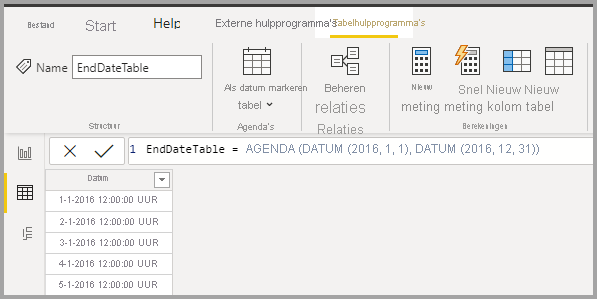 Bestand Start Help Externe hulpprogramma's Tabelhulpprogramma's
Name EndDateTable
Als datum markeren
tabel
Beheren
relaties
Nieuw Snel Nieuw Nieuw
meting meting kolom tabel
Structuur Agenda's Relaties Berekeningen
1 EndDateTable = AGENDA (DATUM (2016, 1, 1), DATUM (2016, 12, 31))
Datum
1-1-2016 12:00:00 UUR
2-1-2016 12:00:00 UUR
3-1-2016 12:00:00 UUR
4-1-2016 12:00:00 UUR
5-1-2016 12:00:00 UUR